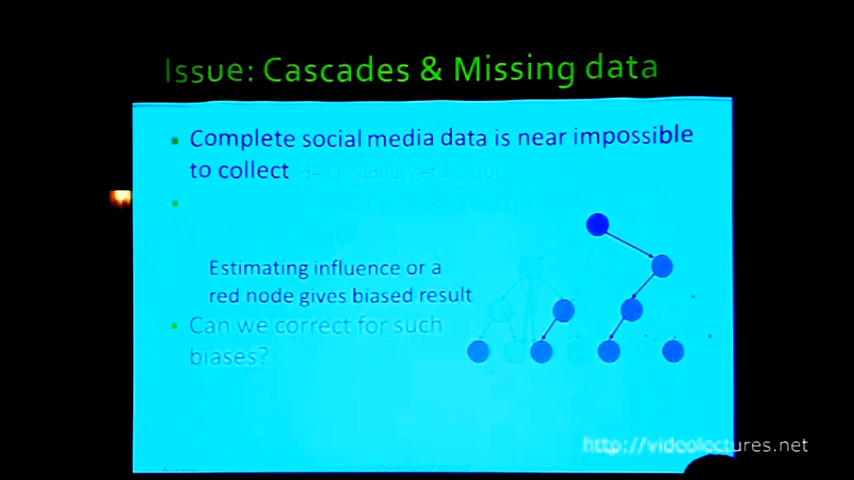 Issue: Cascades & Missing data
Complete social media data is near impossible
to collect
Estimating influence or a
red node gives biased result
Can we correct for such
biases?
http://videolectures.net